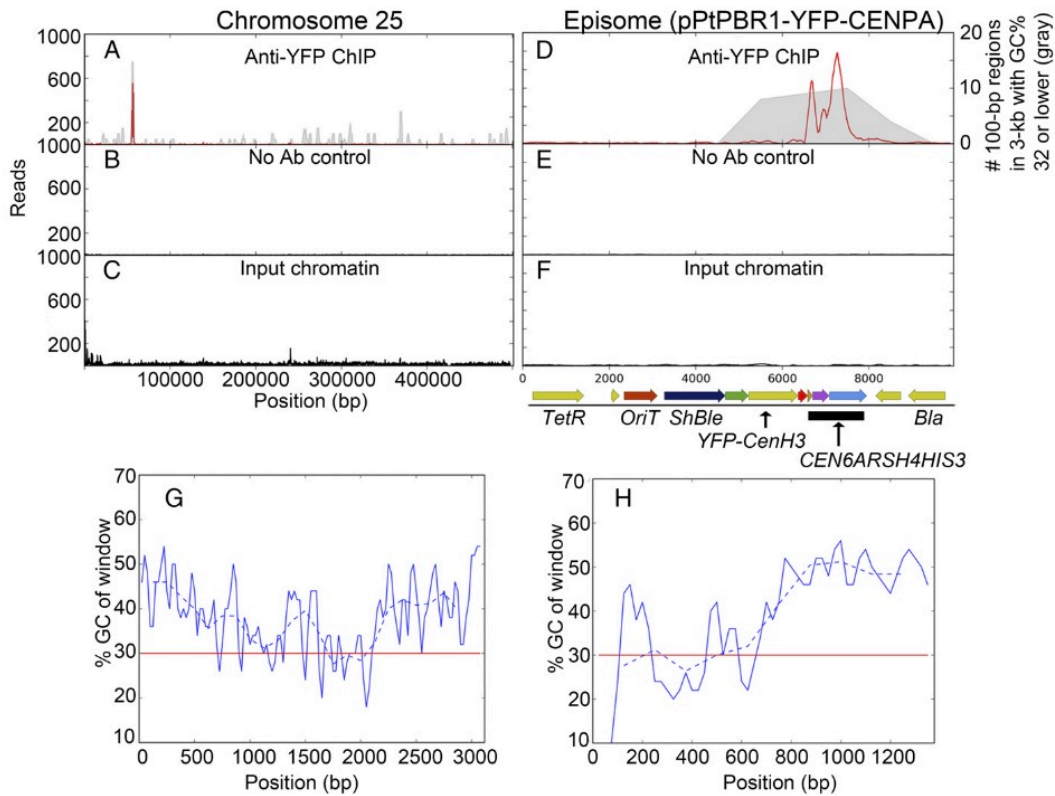 Chromosome 25
Episome (pPtPBR1-YFP-CENPA)
A
Anti-YFP ChIP
1000
600
200
D
Anti-YFP ChIP
20
10
0
# 100-bp regions
in 3-kb with GC%
32 or lower (gray)
B
No Ab control
1000
800
600
200
E
No Ab control
Reads
C
Input chromatin
1000
800
600
200
F
Input chromatin
100000 200000 300000 400000
Position (bp)
0 2000 4000 6000 8000
TetR OriT ShBle Bla
YFP-CenH3
CEN6ARSH4HIS3
G
70
60
50
40
30
20
10
% GC of window
0 500 1000 1500 2000 2500 3000
Position (bp)
H
70
60
50
40
30
20
10
% GC of window
0 200 400 600 800 1000 1200
Position (bp)